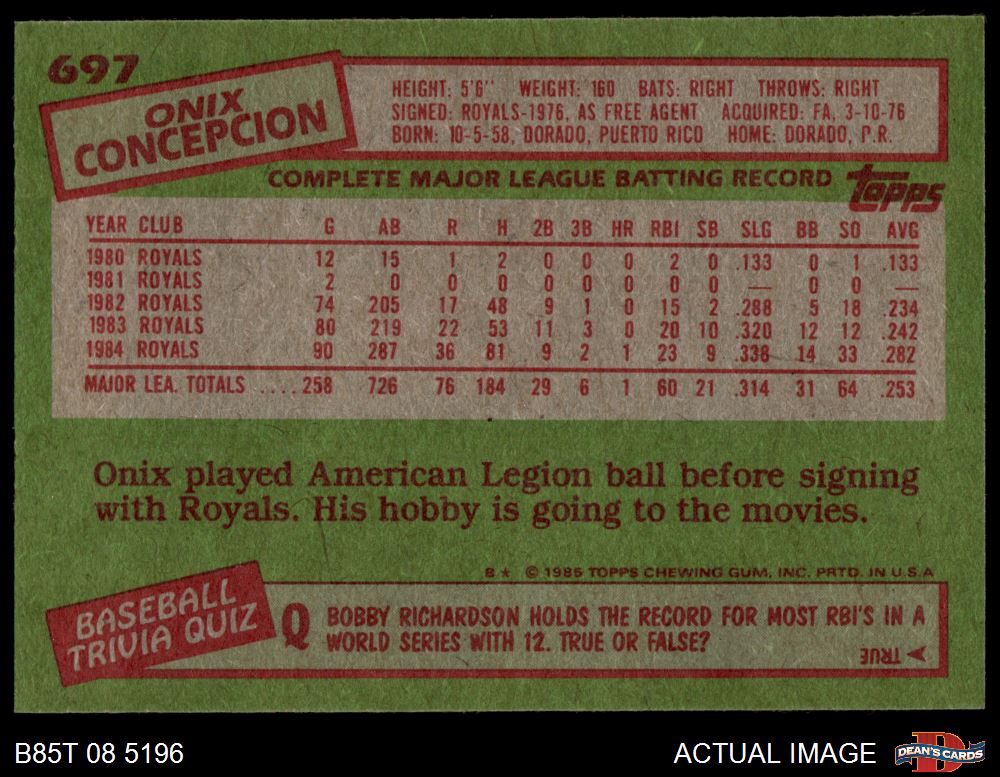 697
ONIX
CONCEPCION
HEIGHT: 5'6" WEIGHT: 160 BATS: RIGHT THROWS: RIGHT
SIGNED: ROYALS-1976, AS FREE AGENT ACQUIRED: FA, 3-10-76
BORN: 10-5-58, DORADO, PUERTO RICO HOME: DORADO, P.R.
COMPLETE MAJOR LEAGUE BATTING RECORD
topps
YEAR CLUB G AB R H 2B 3B HR RBI SB SLG BB SO AVG
1980 ROYALS 12 15 1 2 0 0 0 2 0 .133 0 1 .133
1981 ROYALS 2 0 0 0 0 0 0 0 0 — 0 0 —
1982 ROYALS 74 205 17 48 9 1 0 15 2 .288 5 18 .234
1983 ROYALS 80 219 22 53 11 3 0 20 10 .320 12 12 .242
1984 ROYALS 90 287 36 81 9 2 1 23 9 .338 14 33 .282
MAJOR LEA. TOTALS ....258 726 76 184 29 6 1 60 21 .314 31 64 .253
Onix played American Legion ball before signing
with Royals. His hobby is going to the movies.
B* © 1985 TOPPS CHEWING GUM, INC. PRTD. IN U.S.A
BASEBALL
TRIVIA QUIZ
Q BOBBY RICHARDSON HOLDS THE RECORD FOR MOST RBI'S IN A
WORLD SERIES WITH 12. TRUE OR FALSE?
TRUE
B85T 08 5196
ACTUAL IMAGE
D
DEAN'S CARDS